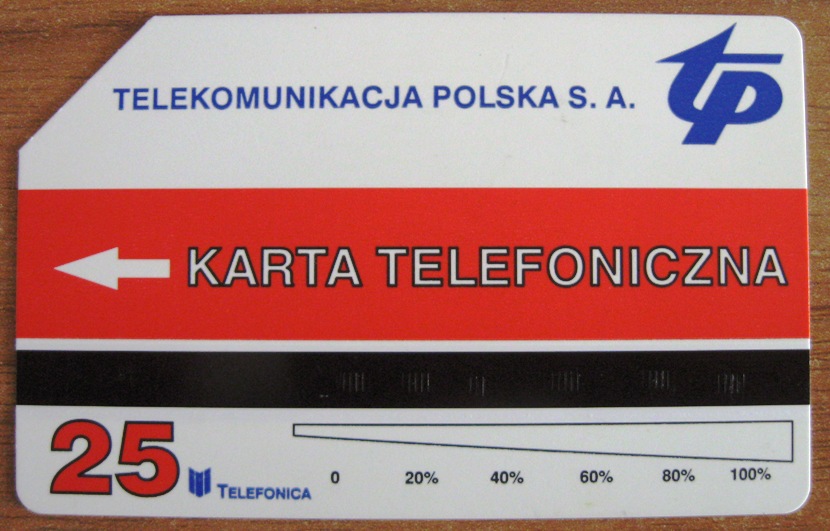 TELEKOMUNIKACJA POLSKA S. A.
tp
KARTA TELEFONICZNA
25
TELEFONICA
0 20% 40% 60% 80% 100%